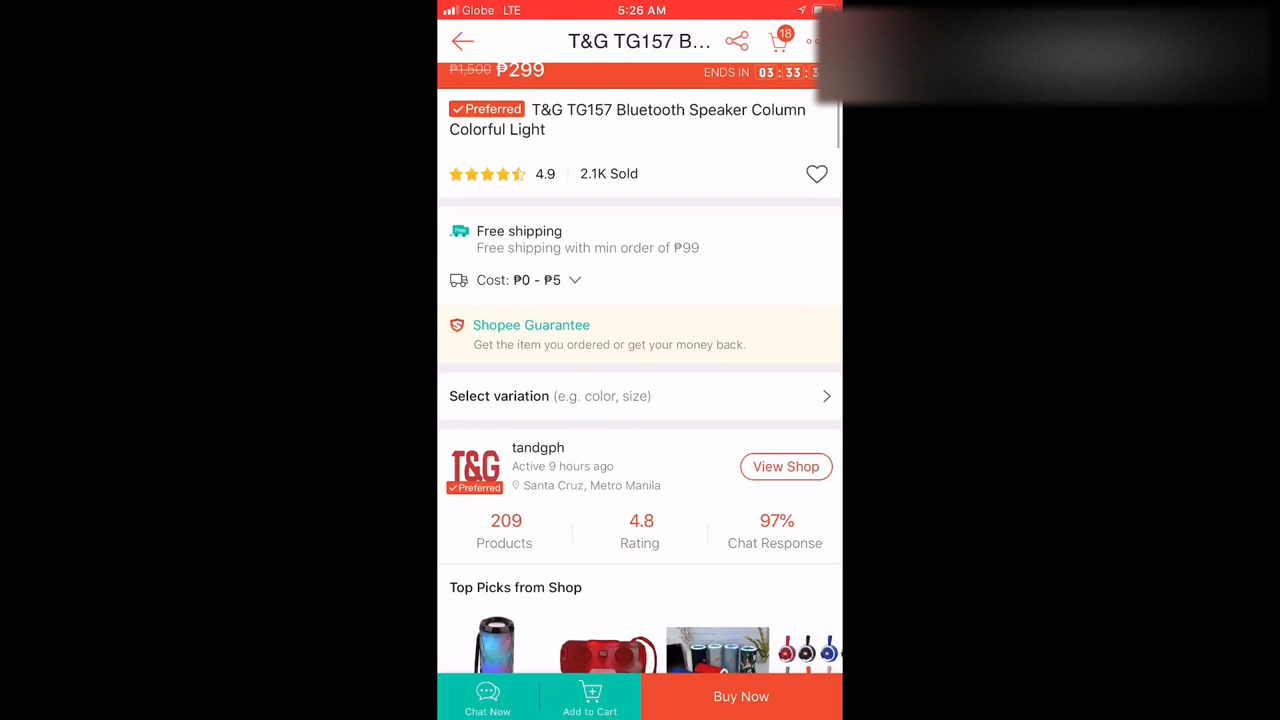 Globe LTE 5:26 AM
T&G TG157 B... 18
₱1,500 ₱299 ENDS IN 03 : 33 :
Preferred T&G TG157 Bluetooth Speaker Column
Colorful Light
4.9 2.1K Sold
Free Free shipping
Free shipping with min order of ₱99
Cost: ₱0 - ₱5
Shopee Guarantee
Get the item you ordered or get your money back.
Select variation (e.g. color, size)
tandgph
T&G Active 9 hours ago View Shop
Preferred Santa Cruz, Metro Manila
209 4.8 97%
Products Rating Chat Response
Top Picks from Shop
Chat Now Add to Cart Buy Now